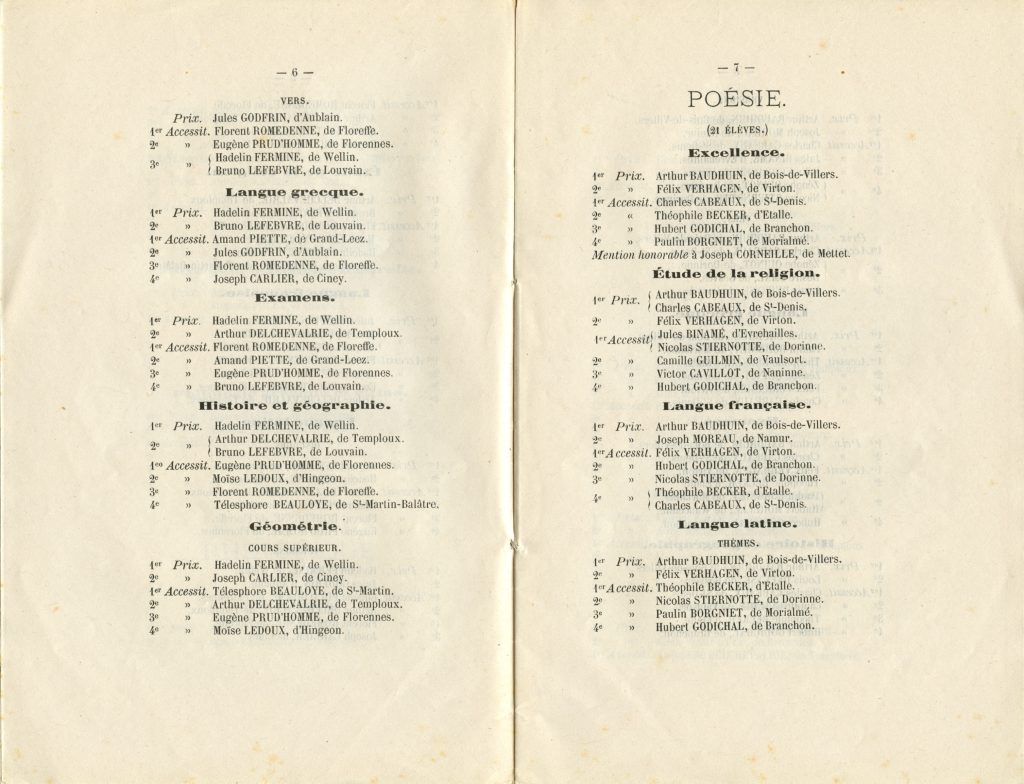 — 6 —
VERS.
Prix. Jules GODFRIN, d'Aublain.
1er Accessit. Florent ROMEDENNE, de Floreffe.
2e » Eugène PRUD'HOMME, de Florennes.
3e » { Hadelin FERMINE, de Wellin.
Bruno LEFEBVRE, de Louvain.
Langue grecque.
1er Prix. Hadelin FERMINE, de Wellin.
2e » Bruno LEFEBVRE, de Louvain.
1er Accessit. Amand PIETTE, de Grand-Leez.
2e » Jules GODFRIN, d'Aublain.
3e » Florent ROMEDENNE, de Floreffe.
4e » Joseph CARLIER, de Ciney.
Examens.
1er Prix. Hadelin FERMINE, de Wellin.
2e » Arthur DELCHEVALRIE, de Temploux.
1er Accessit. Florent ROMEDENNE, de Floreffe.
2e » Amand PIETTE, de Grand-Leez.
3e » Eugène PRUD'HOMME, de Florennes.
4e » Bruno LEFEBVRE, de Louvain.
Histoire et géographie.
1er Prix. Hadelin FERMINE, de Wellin.
2e » { Arthur DELCHEVALRIE, de Temploux.
Bruno LEFEBVRE, de Louvain.
1eo Accessit. Eugène PRUD'HOMME, de Florennes.
2e » Moïse LEDOUX, d'Hingeon.
3e » Florent ROMEDENNE, de Floreffe.
4e » Télesphore BEAULOYE, de St-Martin-Balâtre.
Géométrie.
COURS SUPÉRIEUR.
1er Prix. Hadelin FERMINE, de Wellin.
2e » Joseph CARLIER, de Ciney.
1er Accessit. Télesphore BEAULOYE, de St-Martin.
2e » Arthur DELCHEVALRIE, de Temploux.
3e » Eugène PRUD'HOMME, de Florennes.
4e » Moïse LEDOUX, d'Hingeon.
— 7 —
POÉSIE.
(21 ÉLÈVES.)
Excellence.
1er Prix. Arthur BAUDHUIN, de Bois-de-Villers.
2e » Félix VERHAGEN, de Virton.
1er Accessit. Charles CABEAUX, de St-Denis.
2e « Théophile BECKER, d'Etalle.
3e » Hubert GODICHAL, de Branchon.
4e » Paulin BORGNIET, de Morialmé.
Mention honorable à Joseph CORNEILLE, de Mettet.
Étude de la religion.
1er Prix. { Arthur BAUDHUIN, de Bois-de-Villers.
Charles CABEAUX, de St-Denis.
2e » Félix VERHAGEN, de Virton.
1er Accessit { Jules BINAMÉ, d'Evrehailles.
Nicolas STIERNOTTE, de Dorinne.
2e » Camille GUILMIN, de Vaulsort.
3e » Victor CAVILLOT, de Naninne.
4e » Hubert GODICHAL, de Branchon.
Langue française.
1er Prix. Arthur BAUDHUIN, de Bois-de-Villers.
2e » Joseph MOREAU, de Namur.
1er Accessit. Félix VERHAGEN, de Virton.
2e » Hubert GODICHAL, de Branchon.
3e » Nicolas STIERNOTTE, de Dorinne.
4e » { Théophile BECKER, d'Etalle.
Charles CABEAUX, de St-Denis.
Langue latine.
THÈMES.
1er Prix. Arthur BAUDHUIN, de Bois-de-Villers.
2e » Félix VERHAGEN, de Virton.
1er Accessit. Théophile BECKER, d'Etalle.
2e » Nicolas STIERNOTTE, de Dorinne.
3e » Paulin BORGNIET, de Morialmé.
4e » Hubert GODICHAL, de Branchon.